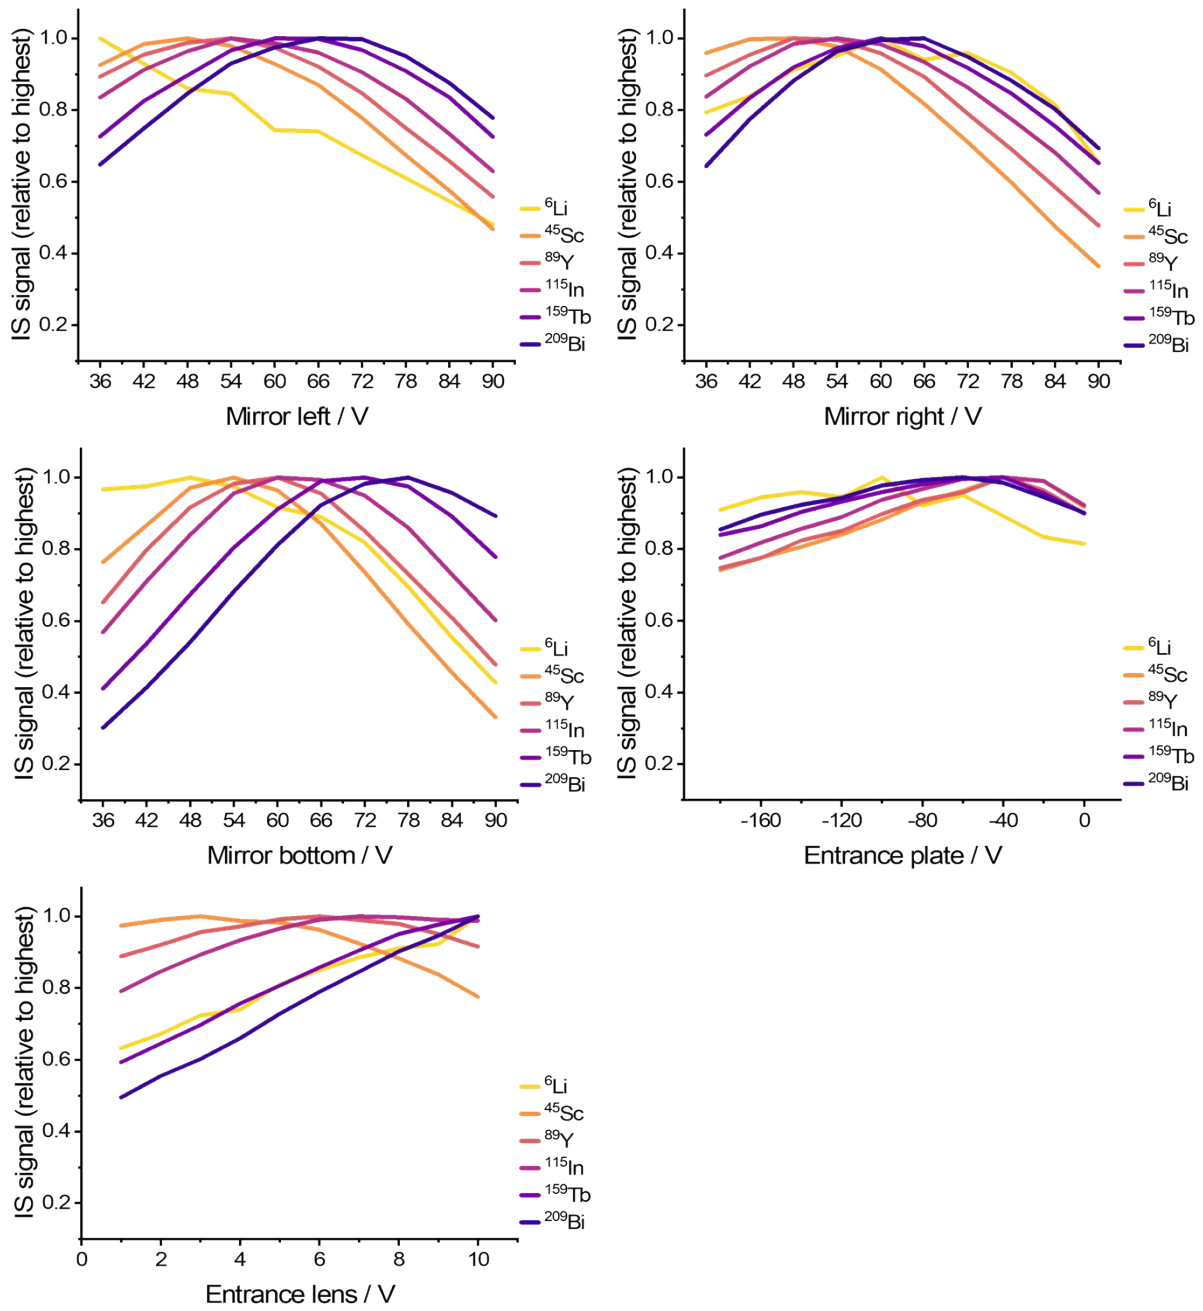 IS signal (relative to highest)
1.0
0.8
0.6
0.4
0.2
36 42 48 54 60 66 72 78 84 90
Mirror left / V
⁶Li
⁴⁵Sc
⁸⁹Y
¹¹⁵In
¹⁵⁹Tb
²⁰⁹Bi
IS signal (relative to highest)
1.0
0.8
0.6
0.4
0.2
36 42 48 54 60 66 72 78 84 90
Mirror right / V
⁶Li
⁴⁵Sc
⁸⁹Y
¹¹⁵In
¹⁵⁹Tb
²⁰⁹Bi
IS signal (relative to highest)
1.0
0.8
0.6
0.4
0.2
36 42 48 54 60 66 72 78 84 90
Mirror bottom / V
⁶Li
⁴⁵Sc
⁸⁹Y
¹¹⁵In
¹⁵⁹Tb
²⁰⁹Bi
IS signal (relative to highest)
1.0
0.8
0.6
0.4
0.2
-160 -120 -80 -40 0
Entrance plate / V
⁶Li
⁴⁵Sc
⁸⁹Y
¹¹⁵In
¹⁵⁹Tb
²⁰⁹Bi
IS signal (relative to highest)
1.0
0.8
0.6
0.4
0.2
0 2 4 6 8 10
Entrance lens / V
⁶Li
⁴⁵Sc
⁸⁹Y
¹¹⁵In
¹⁵⁹Tb
²⁰⁹Bi